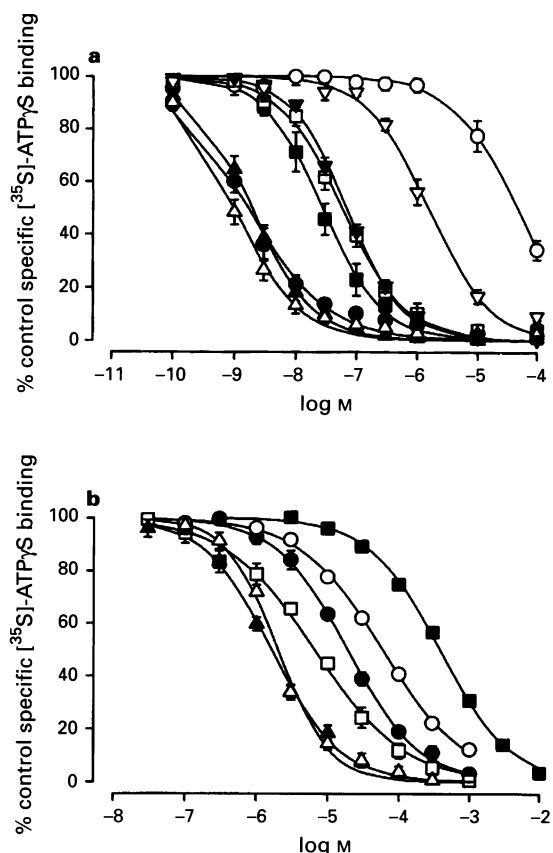 a
% control specific [³⁵S]-ATPγS binding
100
80
60
40
20
0
−11 −10 −9 −8 −7 −6 −5 −4
log M
b
% control specific [³⁵S]-ATPγS binding
100
80
60
40
20
0
−8 −7 −6 −5 −4 −3 −2
log M